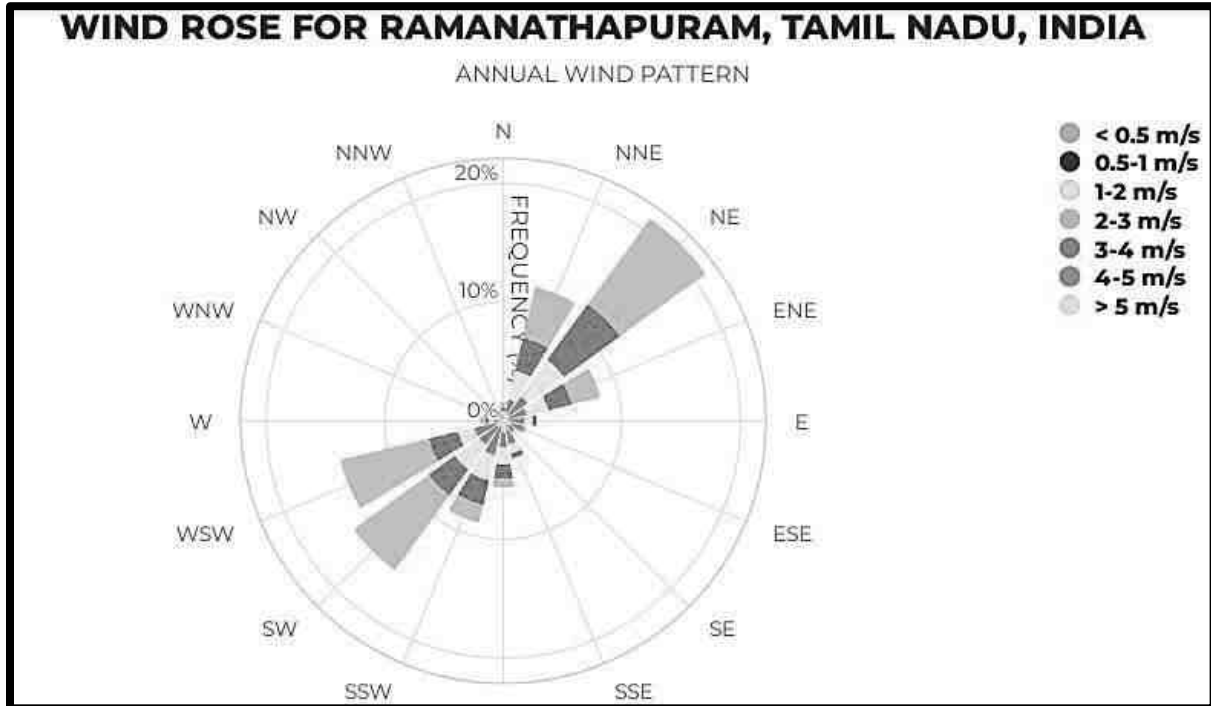 WIND ROSE FOR RAMANATHAPURAM, TAMIL NADU, INDIA
ANNUAL WIND PATTERN
N
NNW
NNE
20%
NW
NE
FREQUENCY
10%
WNW
ENE
0%
W
E
WSW
ESE
SW
SE
SSW
SSE
< 0.5 m/s
0.5-1 m/s
1-2 m/s
2-3 m/s
3-4 m/s
4-5 m/s
> 5 m/s